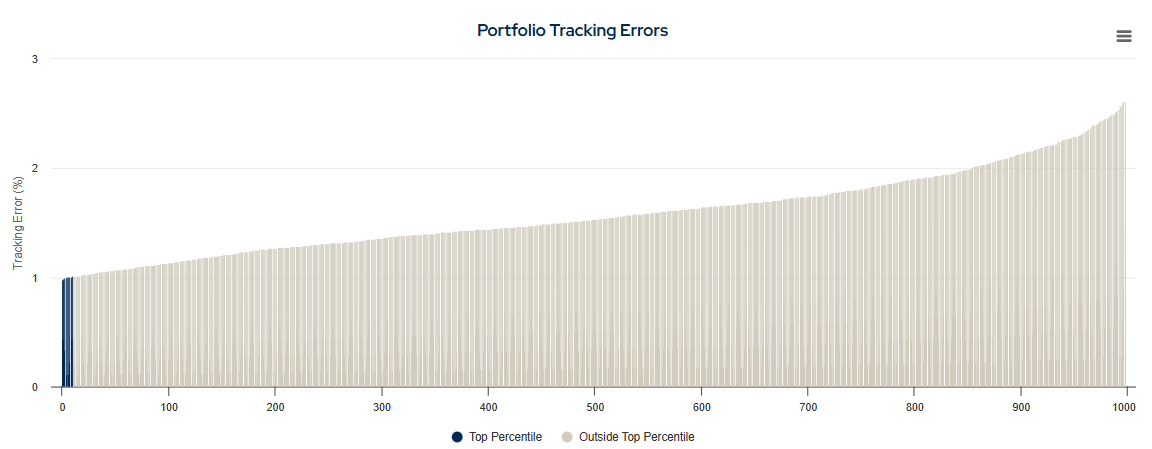 Portfolio Tracking Errors
Tracking Error (%)
3
2
1
0
0 100 200 300 400 500 600 700 800 900 1000
Top Percentile Outside Top Percentile